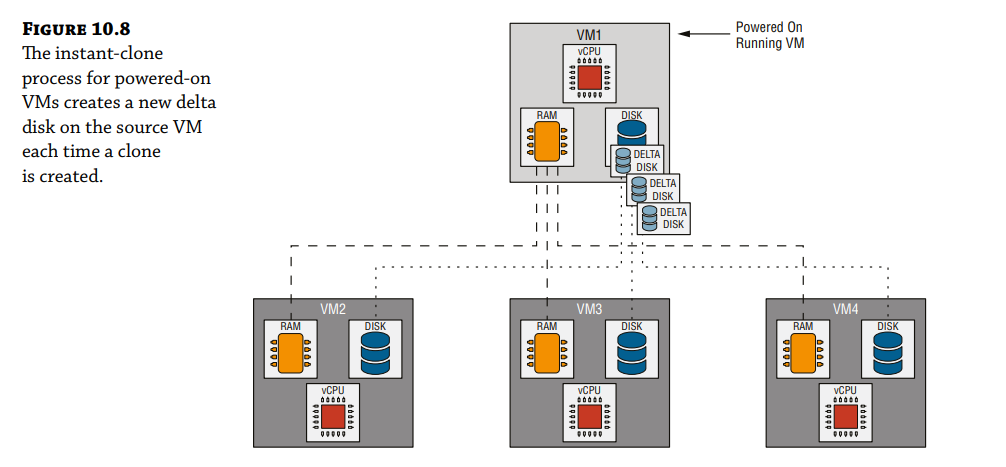 FIGURE 10.8
The instant-clone
process for powered-on
VMs creates a new delta
disk on the source VM
each time a clone
is created.
VM1
Powered On
Running VM
vCPU
RAM
DISK
DELTA
DISK
DELTA
DISK
DELTA
DISK
VM2
RAM
DISK
vCPU
VM3
RAM
DISK
vCPU
VM4
RAM
DISK
vCPU